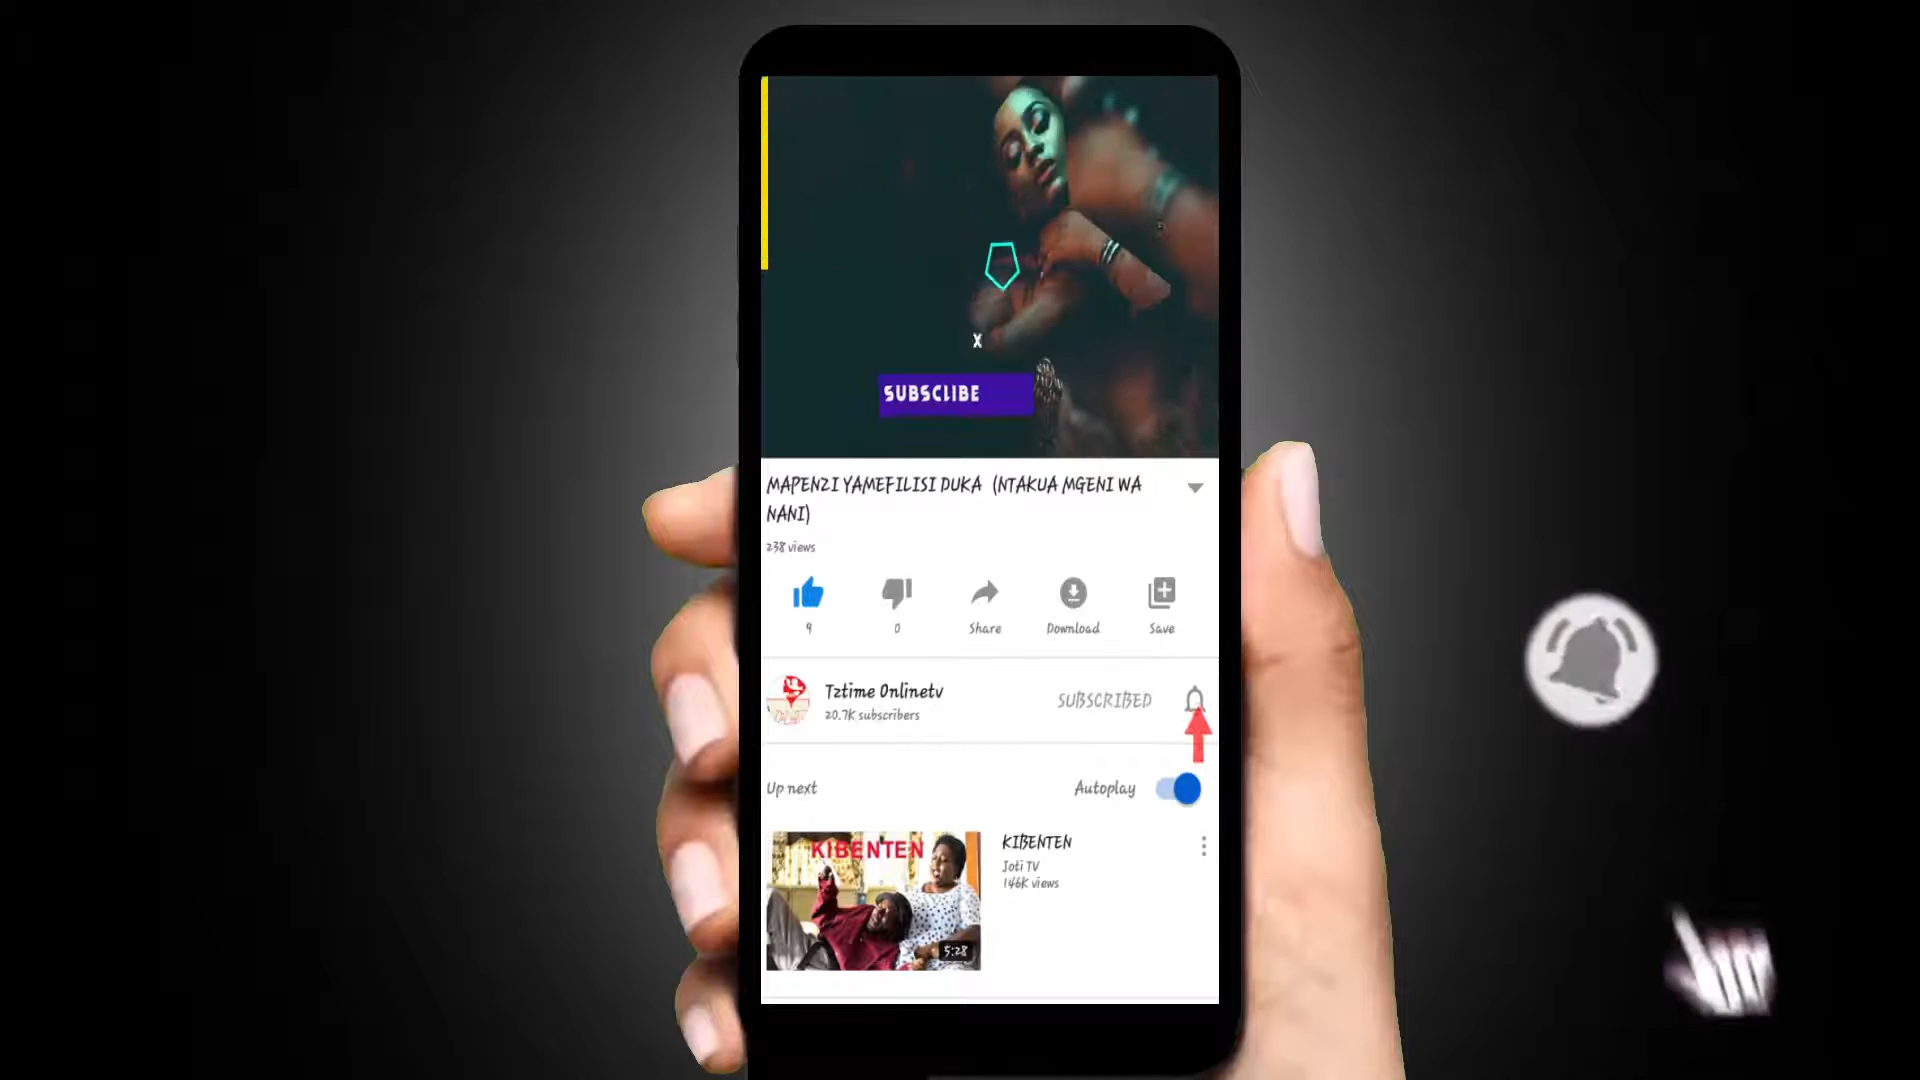 X
SUBSCLIBE
MAPENZI YAMEFILISI DUKA (NTAKUA MGENI WA
NANI)
238 views
9
0
Share
Download
Save
Tztime Onlinetv
20.7K subscribers
SUBSCRIBED
Up next
Autoplay
KIBENTEN
5:28
KIBENTEN
Joti TV
146K views